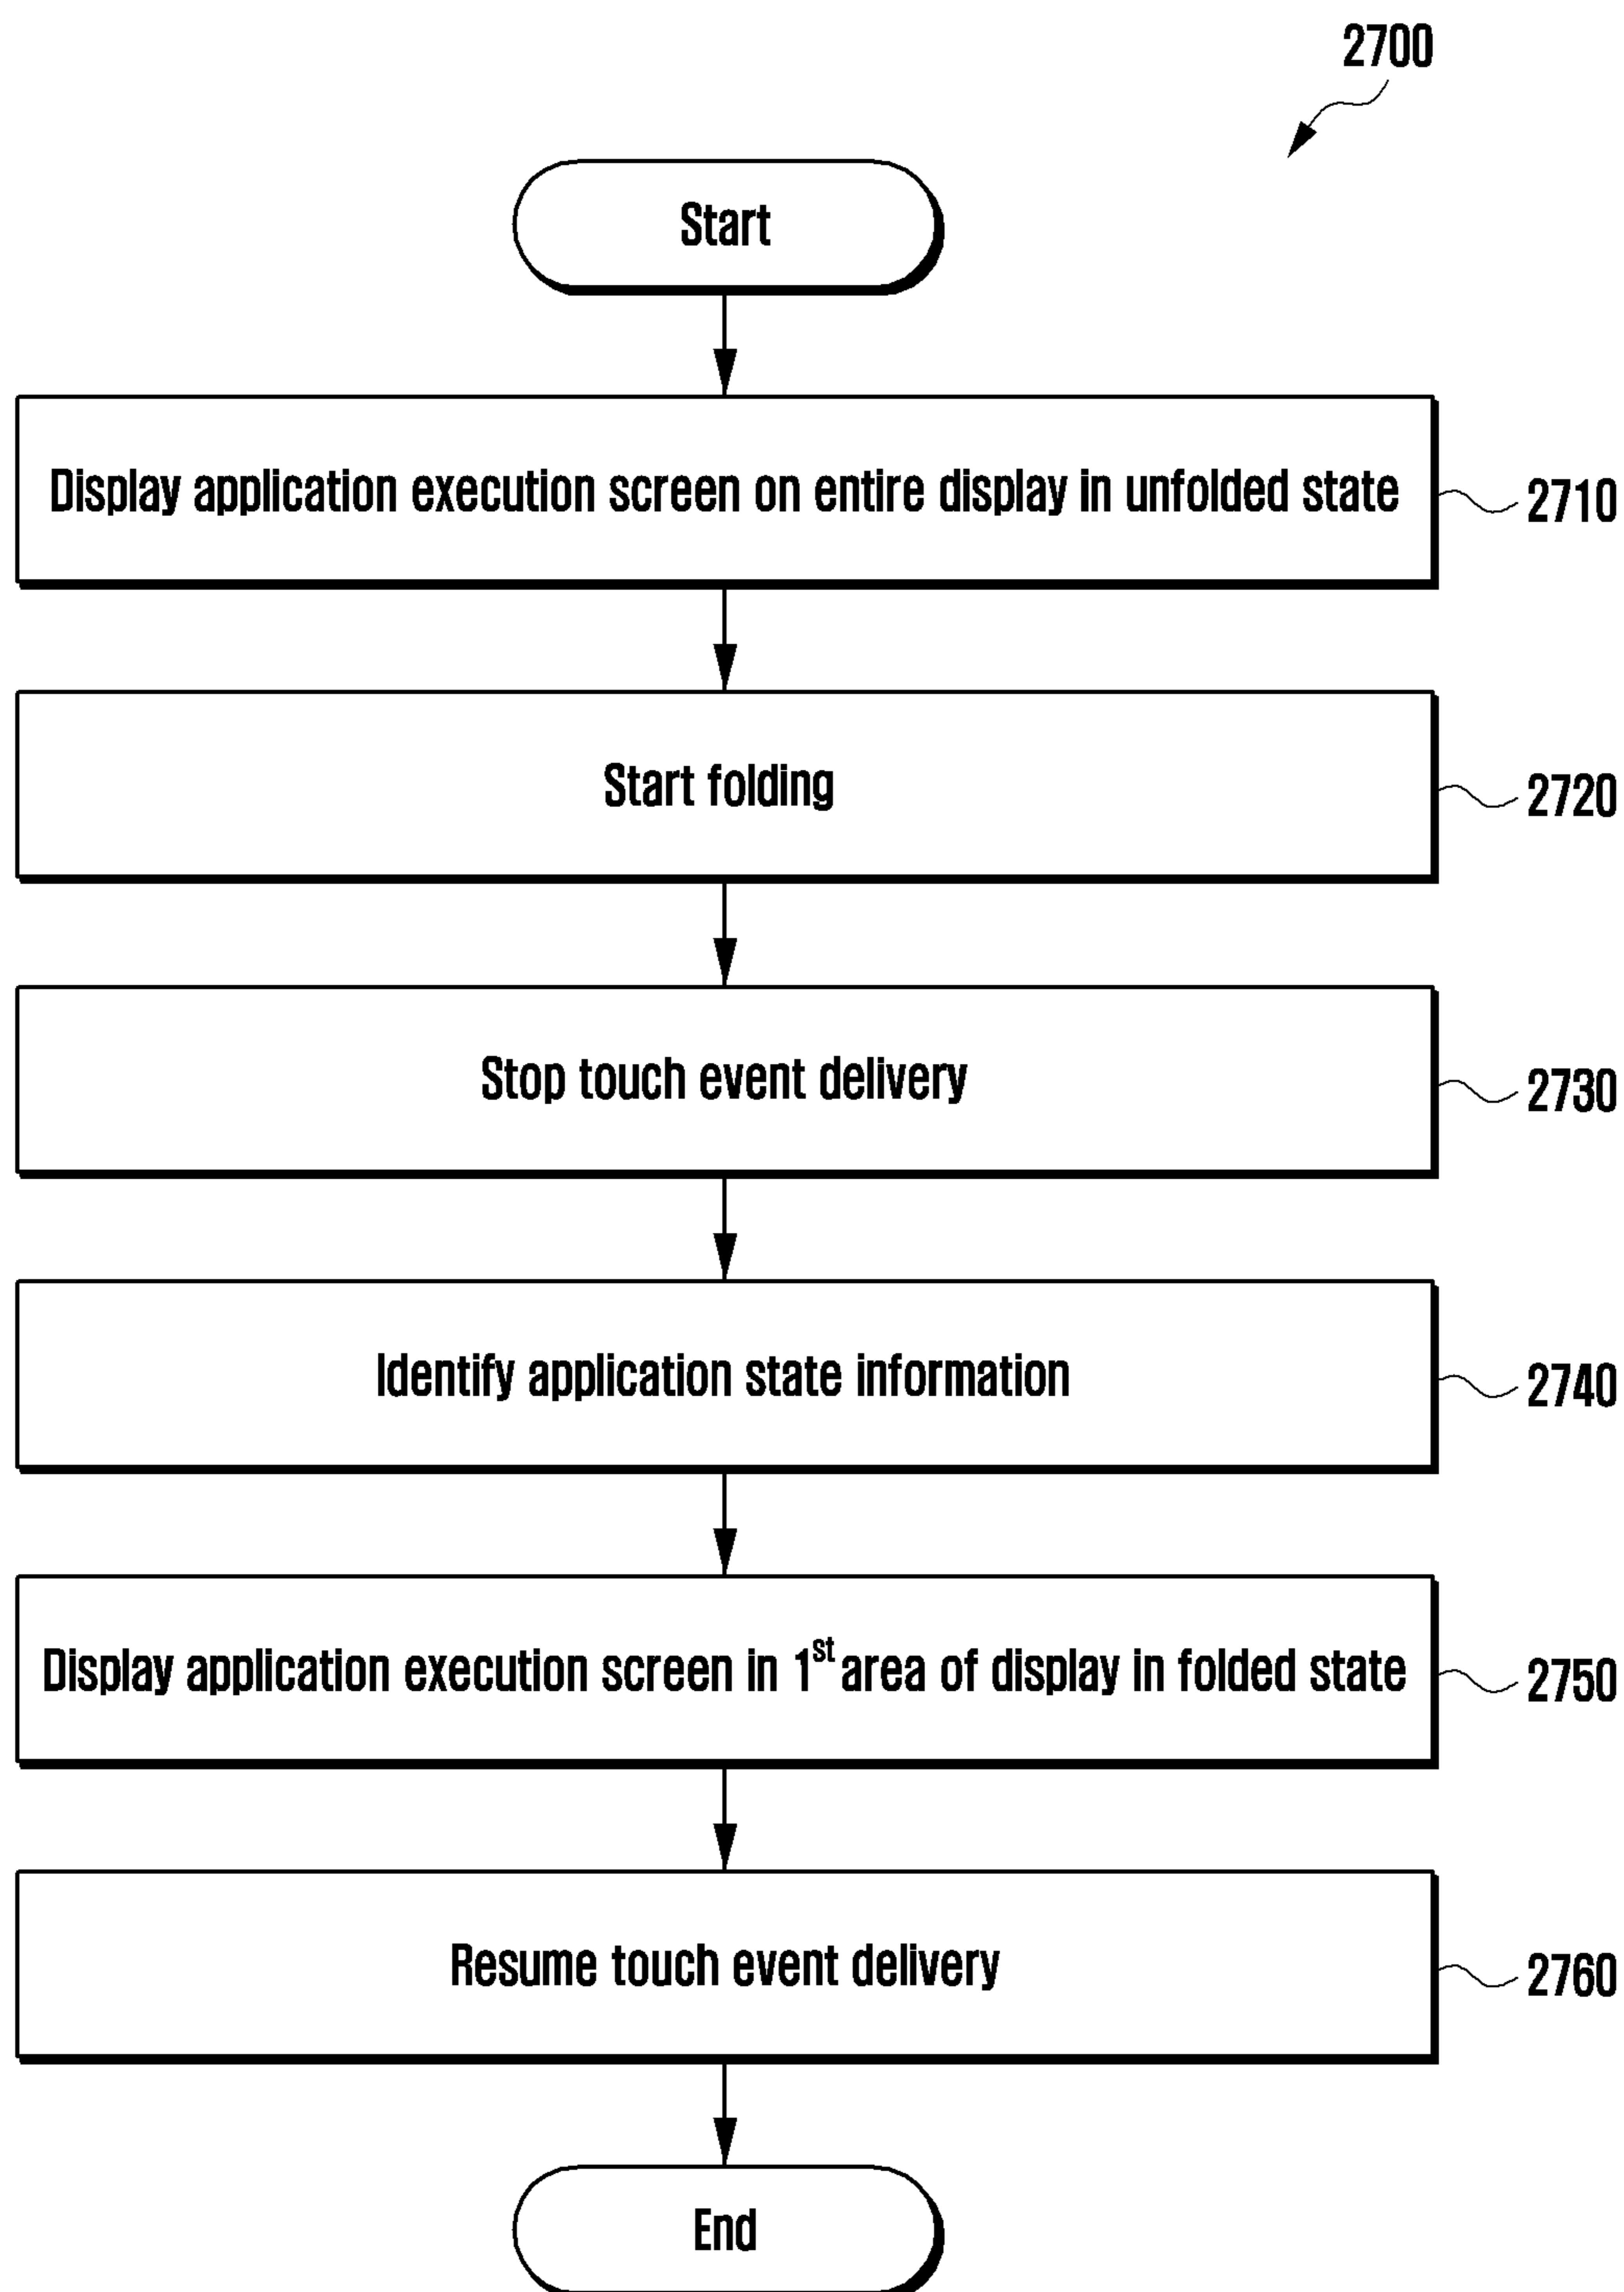 2700
Start
Display application execution screen on entire display in unfolded state
2710
Start folding
2720
Stop touch event delivery
2730
Identify application state information
2740
Display application execution screen in 1st area of display in folded state
2750
Resume touch event delivery
2760
End